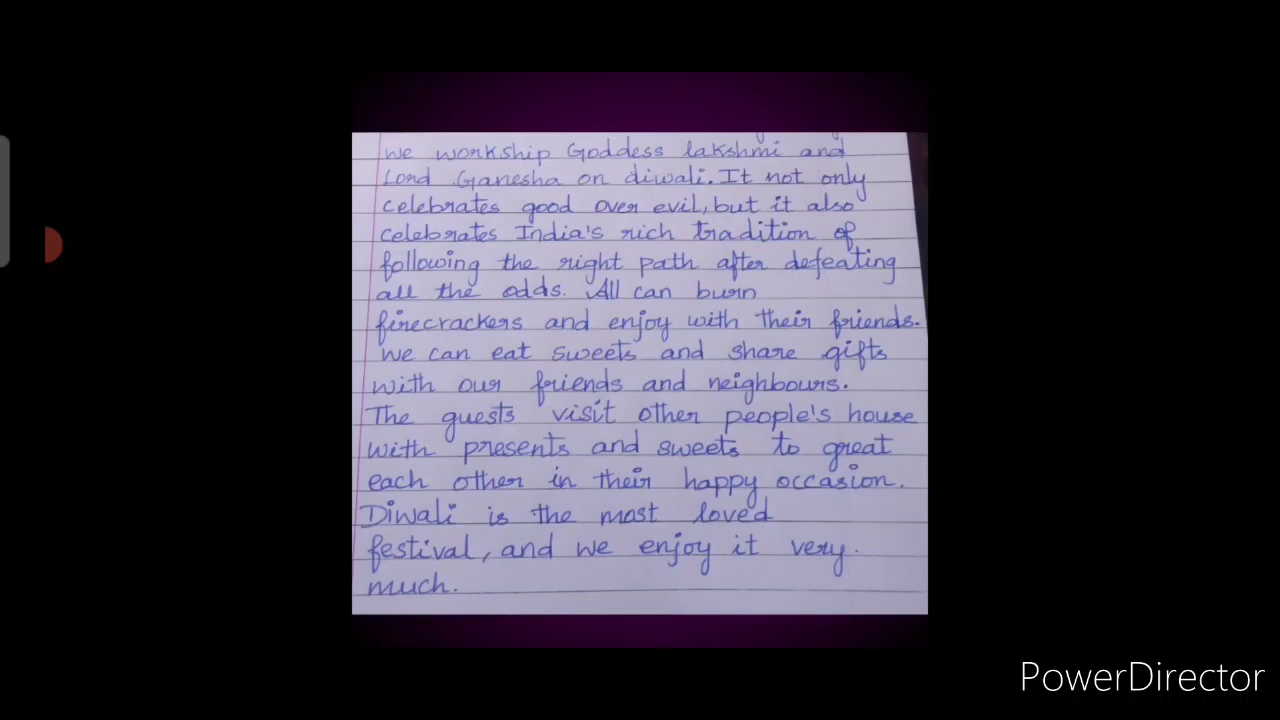 we workship Goddess lakshmi and
Lord Ganesha on diwali. It not only
celebrates good over evil, but it also
celebrates India's rich tradition of
following the right path after defeating
all the odds. All can burn
firecrackers and enjoy with their friends.
we can eat sweets and share gifts
with our friends and neighbours.
The guests visit other people's house
with presents and sweets to great
each other in their happy occasion.
Diwali is the most loved
festival, and we enjoy it very.
much.
PowerDirector